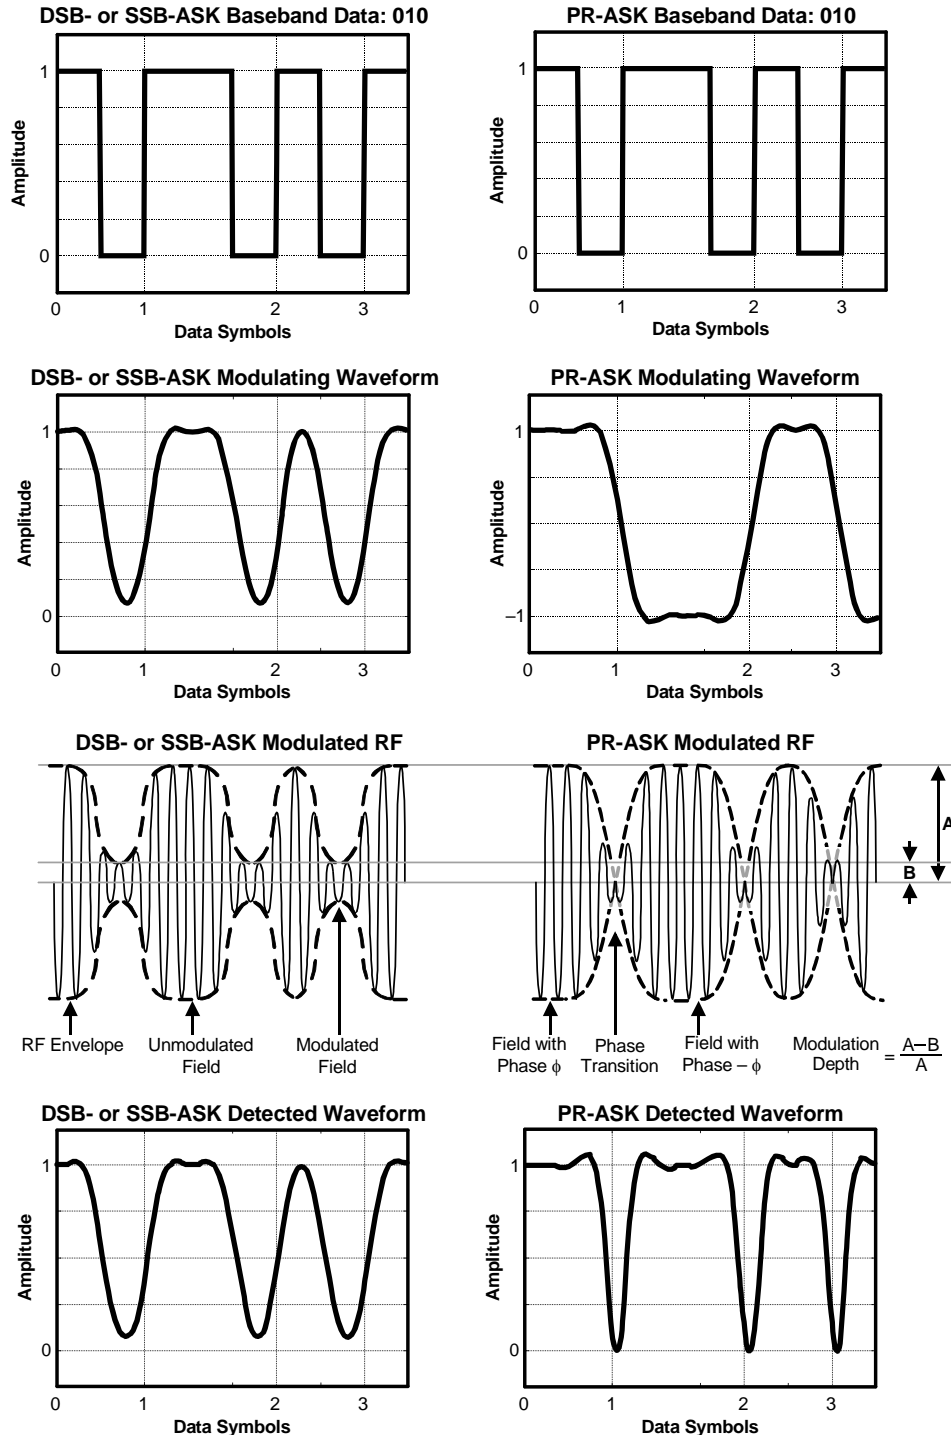 DSB- or SSB-ASK Baseband Data: 010
Amplitude
1
0
0 1 2 3
Data Symbols
PR-ASK Baseband Data: 010
Amplitude
1
0
0 1 2 3
Data Symbols
DSB- or SSB-ASK Modulating Waveform
Amplitude
1
0
0 1 2 3
Data Symbols
PR-ASK Modulating Waveform
Amplitude
1
−1
0 1 2 3
Data Symbols
DSB- or SSB-ASK Modulated RF
RF Envelope
Unmodulated
Field
Modulated
Field
PR-ASK Modulated RF
A
B
Field with
Phase ϕ
Phase
Transition
Field with
Phase − ϕ
Modulation
Depth
= A−B
A
DSB- or SSB-ASK Detected Waveform
Amplitude
1
0
0 1 2 3
Data Symbols
PR-ASK Detected Waveform
Amplitude
1
0
0 1 2 3
Data Symbols